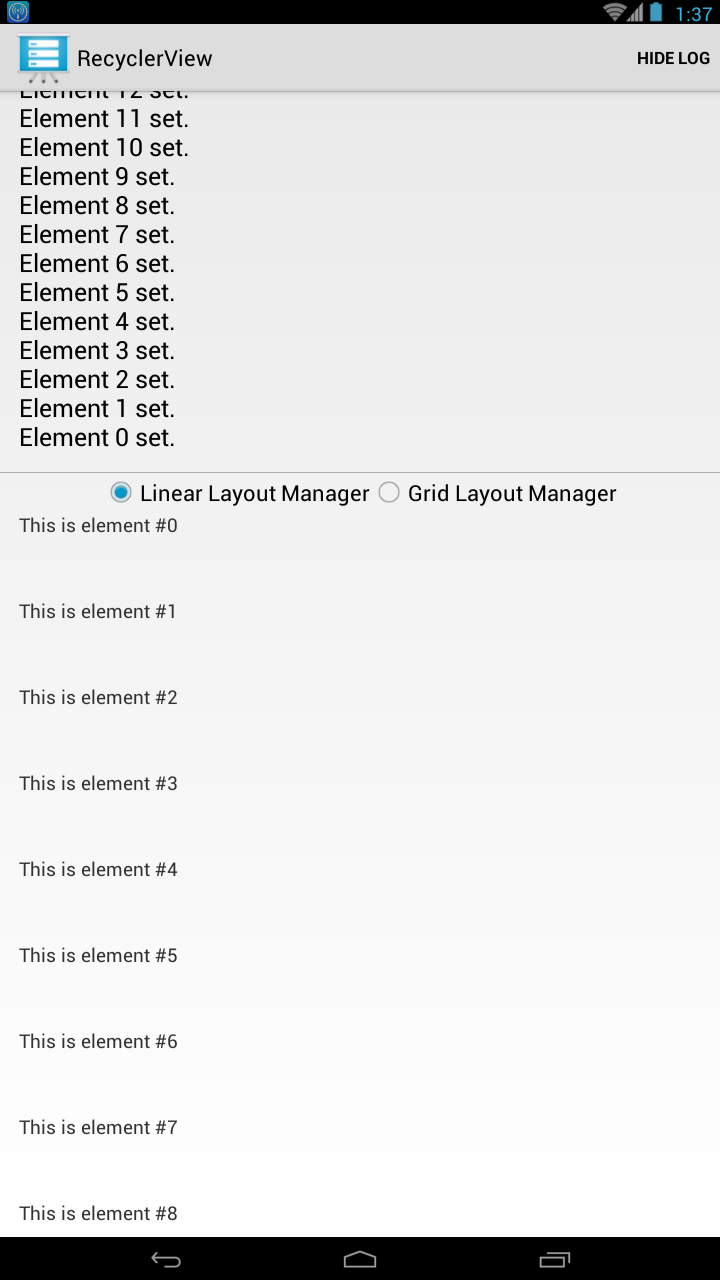 1:37
RecyclerView
HIDE LOG
Element 12 set.
Element 11 set.
Element 10 set.
Element 9 set.
Element 8 set.
Element 7 set.
Element 6 set.
Element 5 set.
Element 4 set.
Element 3 set.
Element 2 set.
Element 1 set.
Element 0 set.
Linear Layout Manager Grid Layout Manager
This is element #0
This is element #1
This is element #2
This is element #3
This is element #4
This is element #5
This is element #6
This is element #7
This is element #8